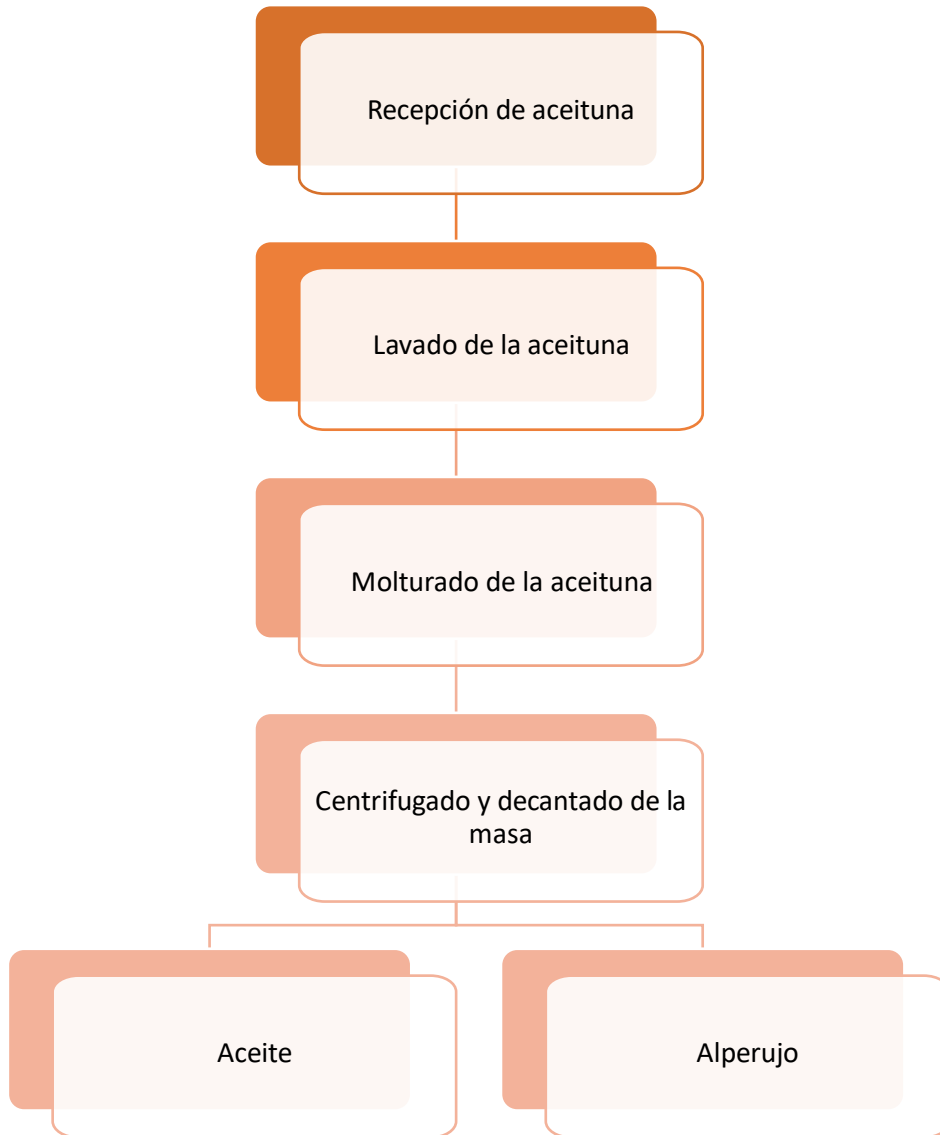 Recepción de aceituna
Lavado de la aceituna
Molturado de la aceituna
Centrifugado y decantado de la
masa
Aceite
Alperujo